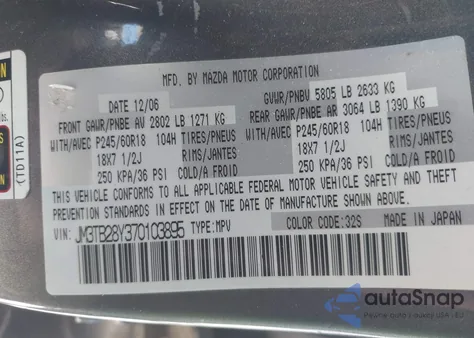 MFD. BY MAZDA MOTOR CORPORATION
DATE 12/06 GVWR/PNBV 5805 LB 2633 KG
FRONT GAWR/PNBE AV 2802 LB 1271 KG REAR GAWR/PNBE AR 3064 LB 1390 KG
WITH/AVEC P245/60R18 104H TIRES/PNEUS WITH/AVEC P245/60R18 104H TIRES/PNEUS
18X7 1/2J RIMS/JANTES 18X7 1/2J RIMS/JANTES
250 KPA/36 PSI COLD/A FROID 250 KPA/36 PSI COLD/A FROID
THIS VEHICLE CONFORMS TO ALL APPLICABLE FEDERAL MOTOR VEHICLE SAFETY AND THEFT
PREVENTION STANDARDS IN EFFECT ON THE DATE OF MANUFACTURE SHOWN ABOVE.
JM3TB28Y370103895 TYPE: MPV COLOR CODE: 32S MADE IN JAPAN
(TD11A)
autoSnap